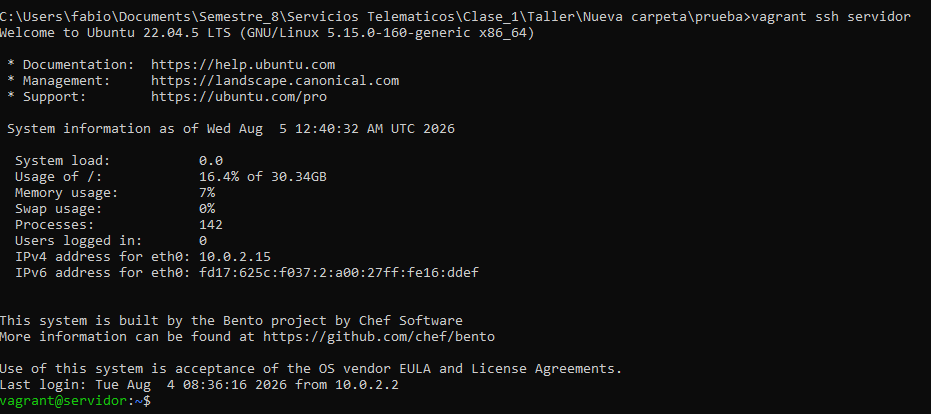 C:\Users\fabio\Documents\Semestre_8\Servicios Telematicos\Clase_1\Taller\Nueva carpeta\prueba>vagrant ssh servidor
Welcome to Ubuntu 22.04.5 LTS (GNU/Linux 5.15.0-160-generic x86_64)

 * Documentation:  https://help.ubuntu.com
 * Management:     https://landscape.canonical.com
 * Support:        https://ubuntu.com/pro

 System information as of Wed Aug  5 12:40:32 AM UTC 2026

  System load:           0.0
  Usage of /:            16.4% of 30.34GB
  Memory usage:          7%
  Swap usage:            0%
  Processes:             142
  Users logged in:       0
  IPv4 address for eth0: 10.0.2.15
  IPv6 address for eth0: fd17:625c:f037:2:a00:27ff:fe16:ddef


This system is built by the Bento project by Chef Software
More information can be found at https://github.com/chef/bento

Use of this system is acceptance of the OS vendor EULA and License Agreements.
Last login: Tue Aug  4 08:36:16 2026 from 10.0.2.2
vagrant@servidor:~$